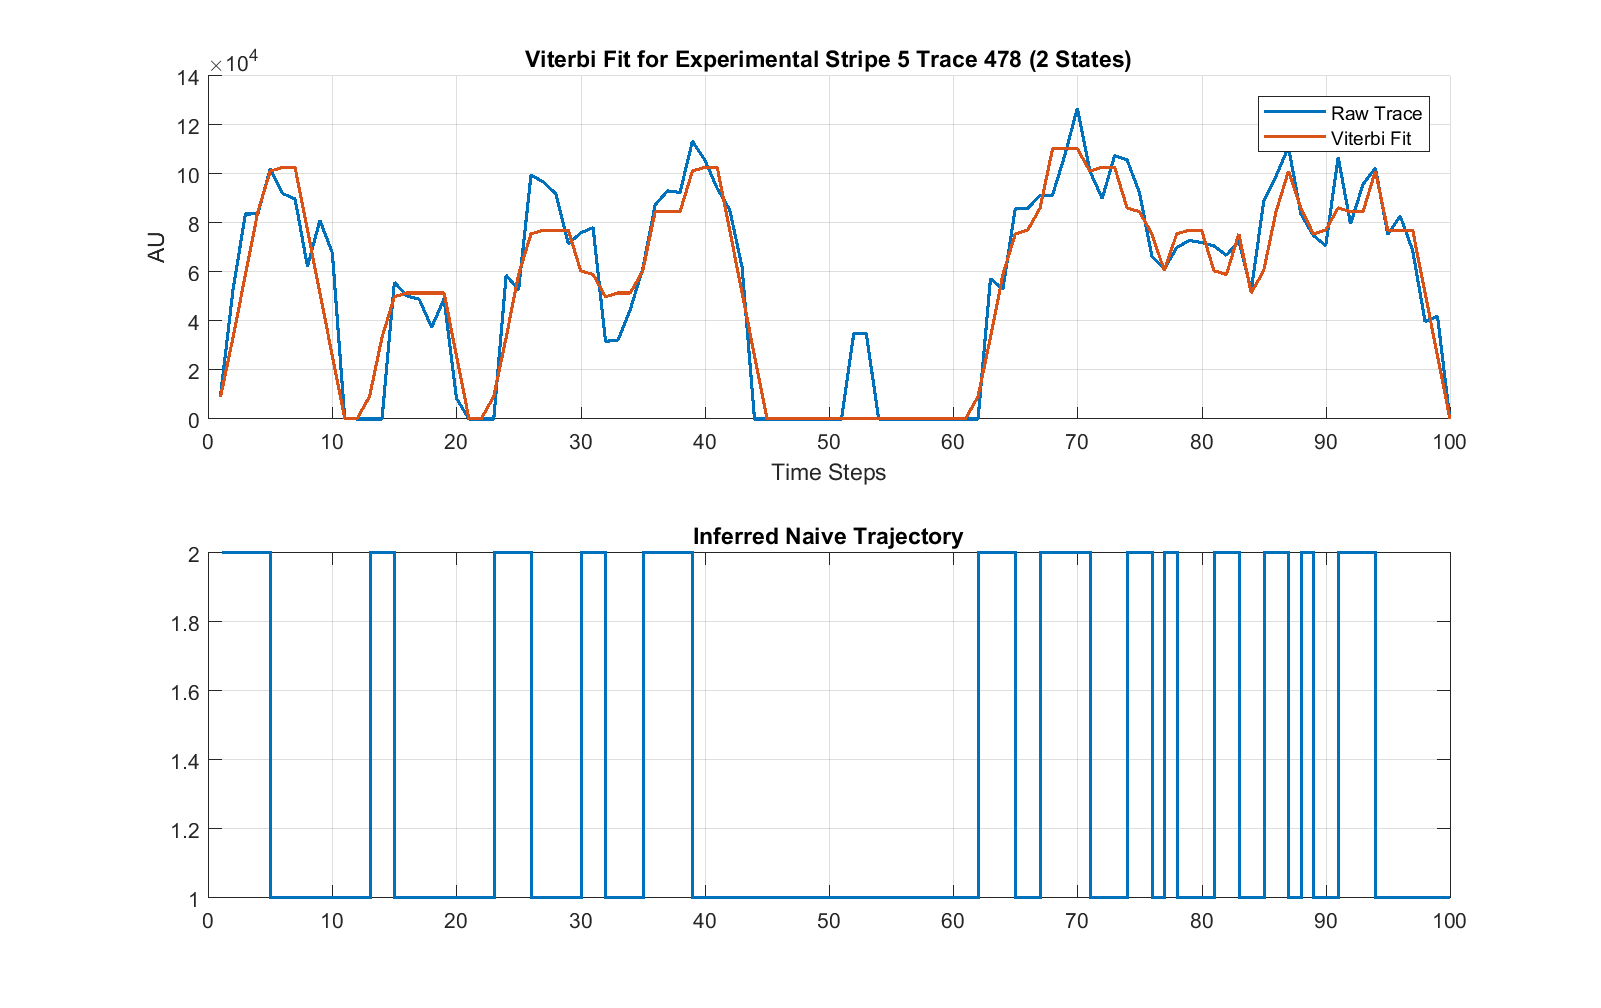 Viterbi Fit for Experimental Stripe 5 Trace 478 (2 States)
×10⁴
14
12
10
8
6
4
2
0
AU
Raw Trace
Viterbi Fit
0 10 20 30 40 50 60 70 80 90 100
Time Steps
Inferred Naive Trajectory
2
1.8
1.6
1.4
1.2
1
0 10 20 30 40 50 60 70 80 90 100